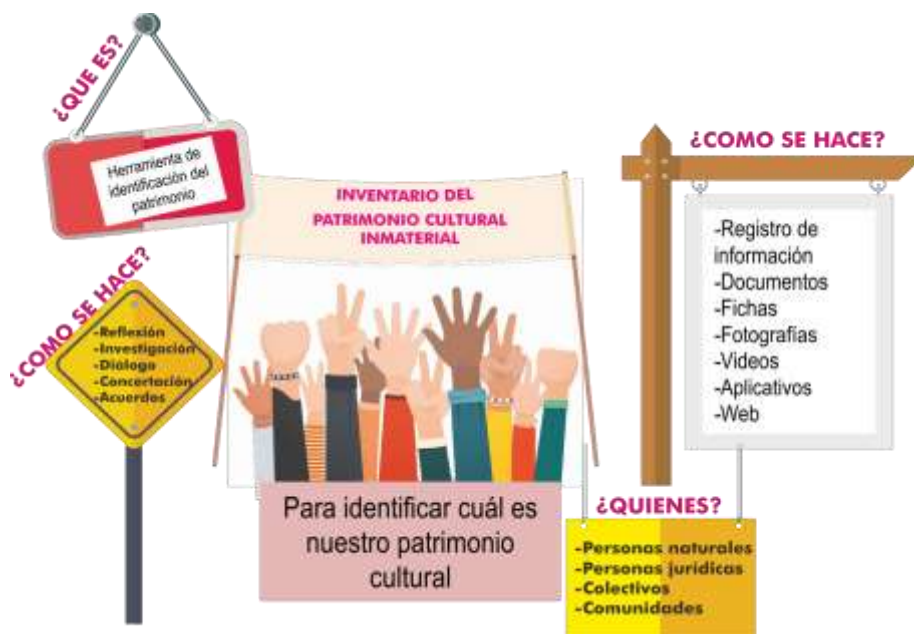 ¿QUE ES?
Herramienta de
identificación del
patrimonio
INVENTARIO DEL
PATRIMONIO CULTURAL
INMATERIAL
¿COMO SE HACE?
-Reflexión
-Investigación
-Diálogo
-Concertación
-Acuerdos
Para identificar cuál es
nuestro patrimonio
cultural
¿COMO SE HACE?
-Registro de
información
-Documentos
-Fichas
-Fotografías
-Videos
-Aplicativos
-Web
¿QUIENES?
-Personas naturales
-Personas jurídicas
-Colectivos
-Comunidades